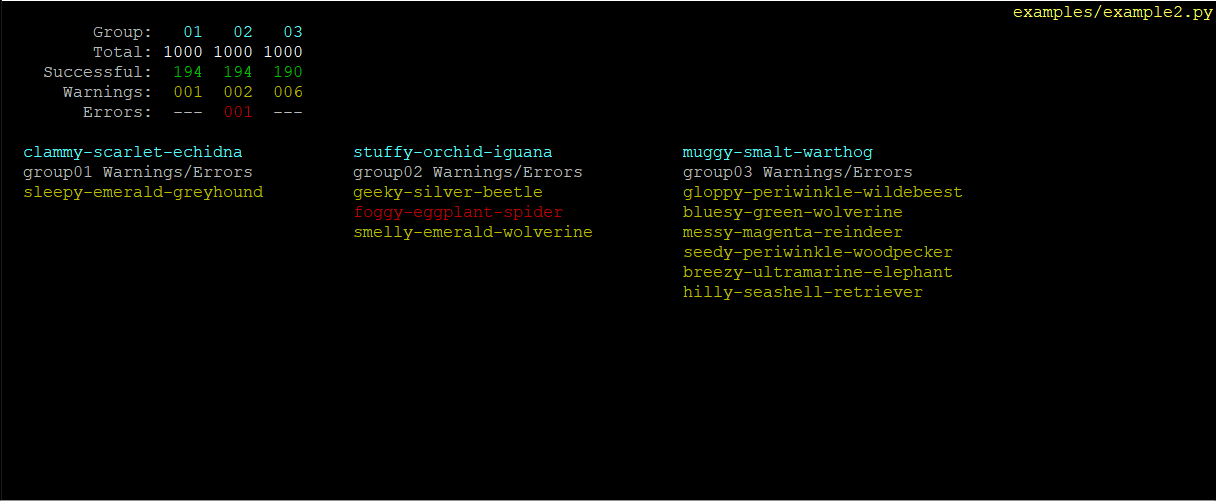 examples/example2.py
Group: 01 02 03
Total: 1000 1000 1000
Successful: 194 194 190
Warnings: 001 002 006
Errors: --- 001 ---
clammy-scarlet-echidna stuffy-orchid-iguana muggy-smalt-warthog
group01 Warnings/Errors group02 Warnings/Errors group03 Warnings/Errors
sleepy-emerald-greyhound geeky-silver-beetle gloppy-periwinkle-wildebeest
foggy-eggplant-spider bluesy-green-wolverine
smelly-emerald-wolverine messy-magenta-reindeer
seedy-periwinkle-woodpecker
breezy-ultramarine-elephant
hilly-seashell-retriever